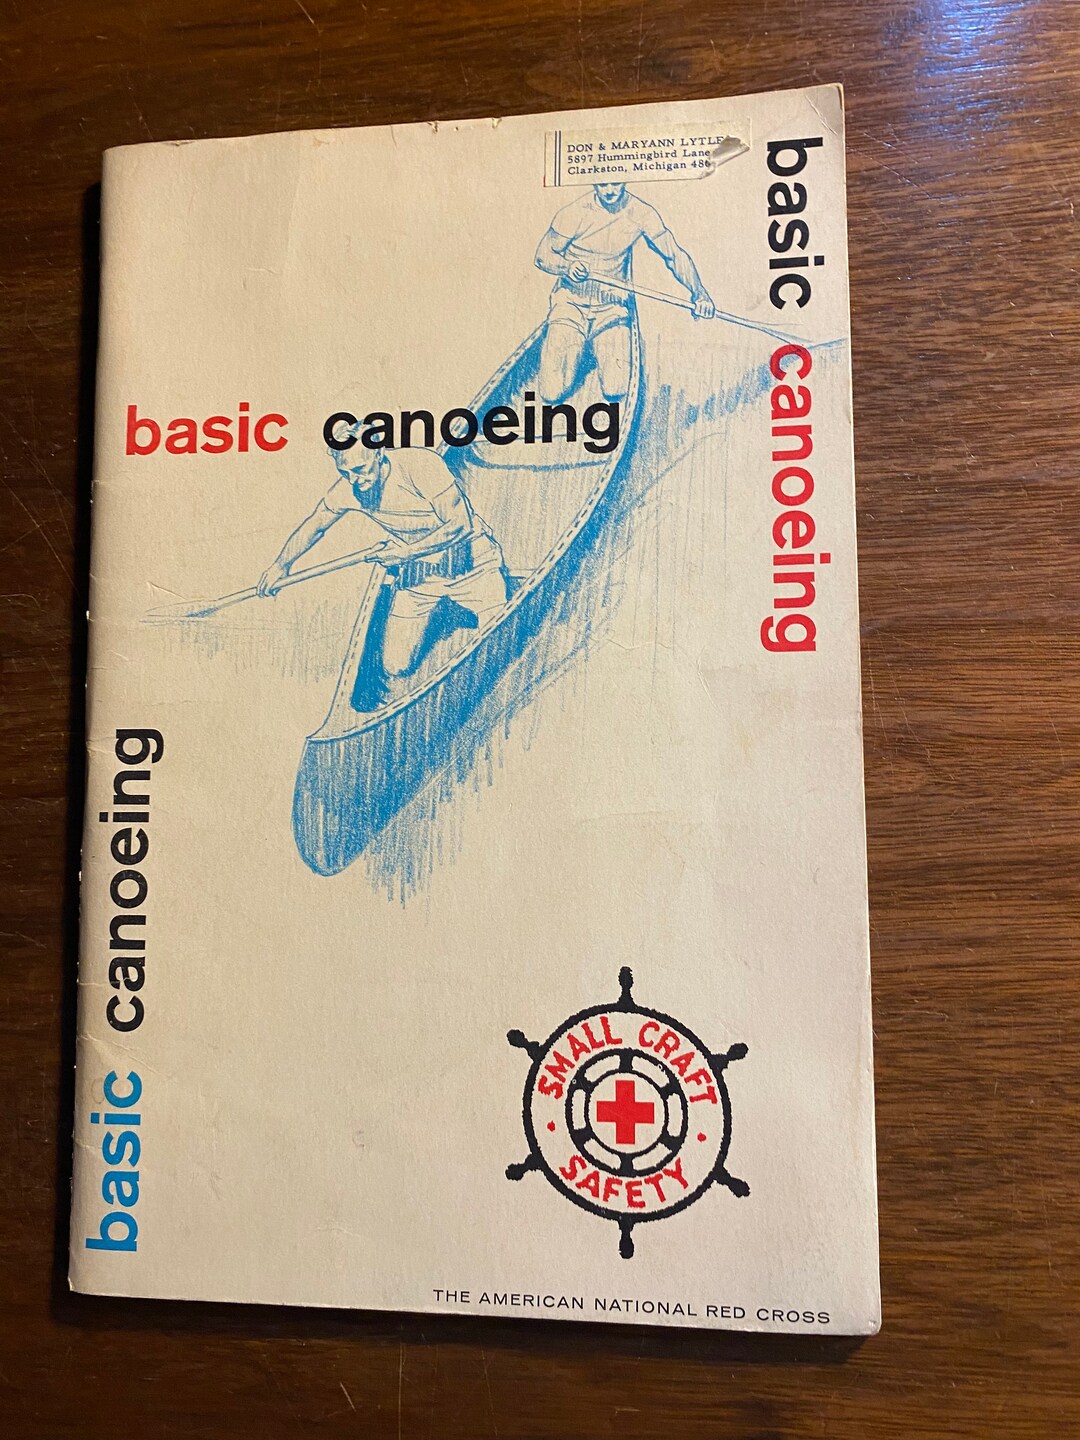 DON & MARYANN LYTLE
5897 Hummingbird Lane
Clarkston, Michigan
basic canoeing
basic canoeing
basic canoeing
SMALL CRAFT
SAFETY
THE AMERICAN NATIONAL RED CROSS